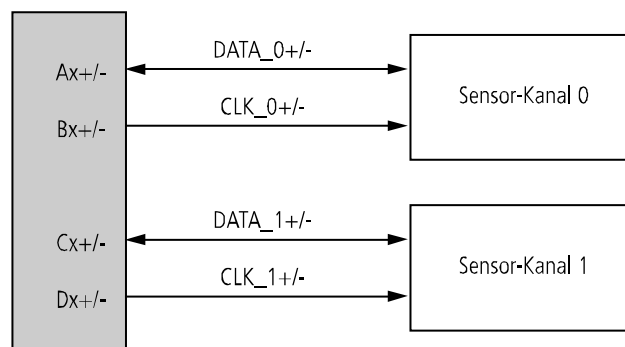 Ax+/-
DATA_0+/-
Bx+/-
CLK_0+/-
Sensor-Kanal 0
Cx+/-
DATA_1+/-
Dx+/-
CLK_1+/-
Sensor-Kanal 1